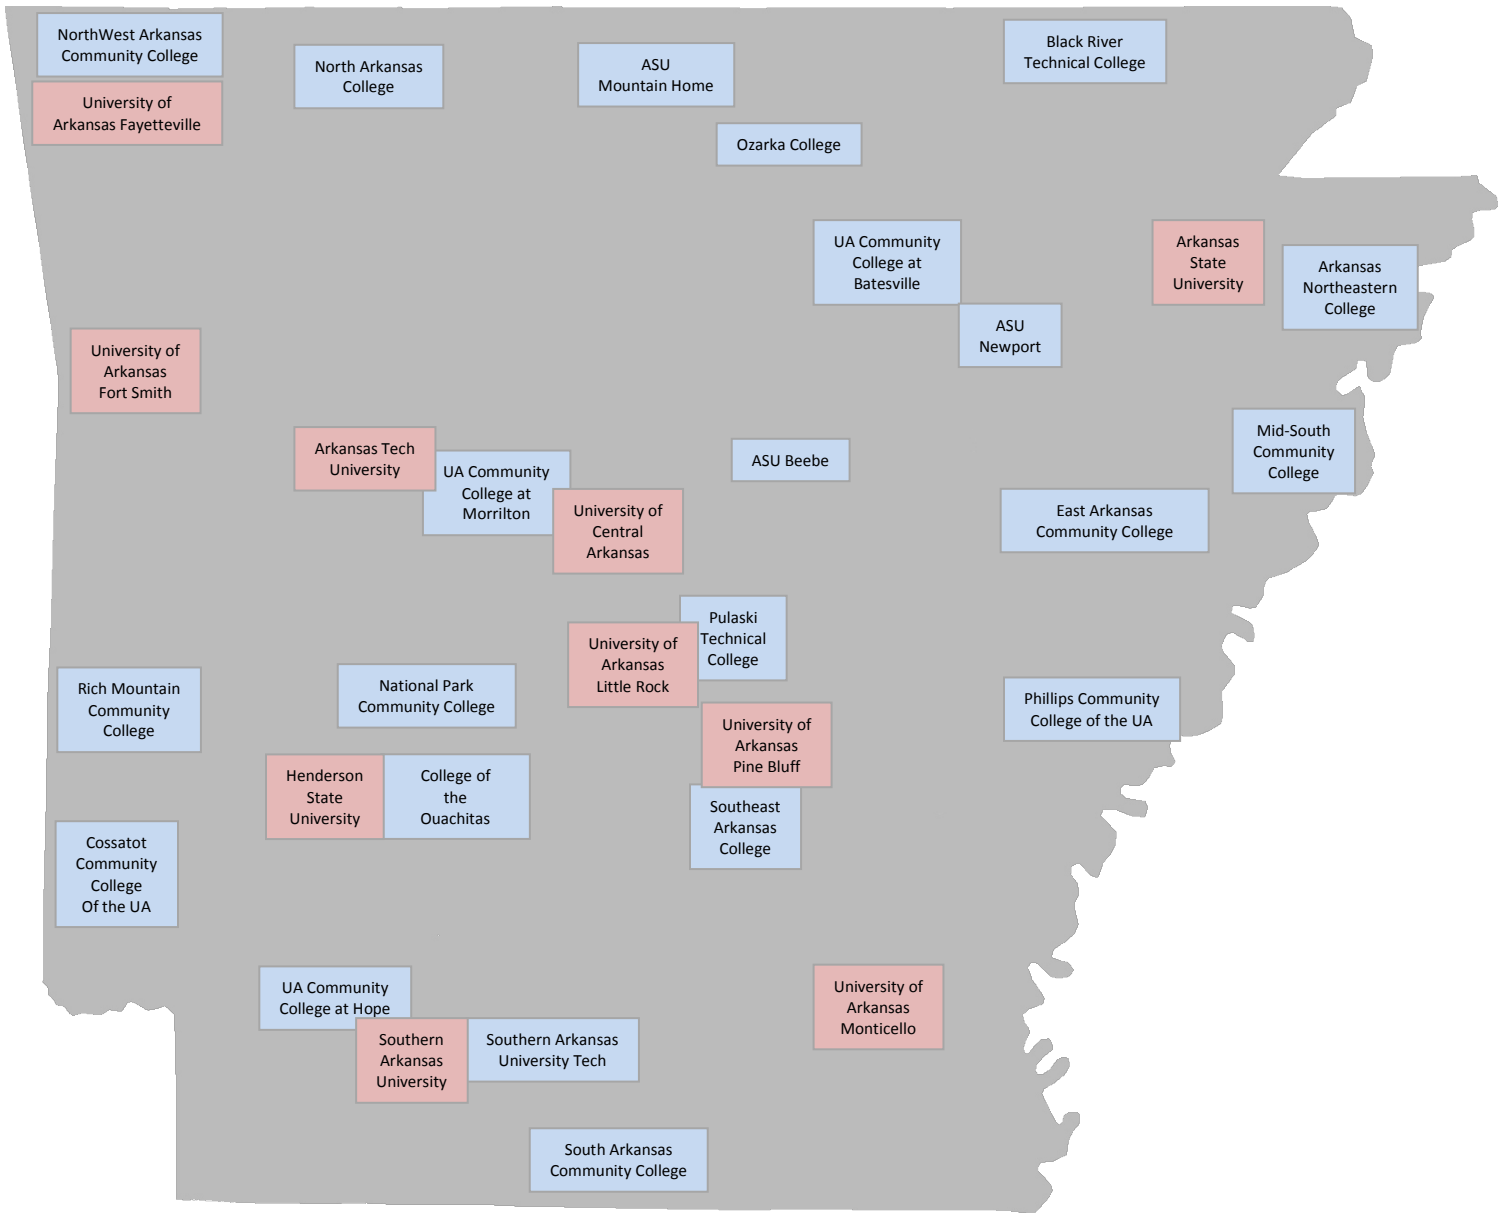 NorthWest Arkansas
Community College
University of
Arkansas Fayetteville
North Arkansas
College
ASU
Mountain Home
Black River
Technical College
Ozarka College
UA Community
College at
Batesville
ASU
Newport
Arkansas
State
University
Arkansas
Northeastern
College
University of
Arkansas
Fort Smith
Arkansas Tech
University
UA Community
College at
Morrilton
University of
Central
Arkansas
ASU Beebe
Mid-South
Community
College
East Arkansas
Community College
Pulaski
Technical
College
University of
Arkansas
Little Rock
Rich Mountain
Community
College
National Park
Community College
Phillips Community
College of the UA
University of
Arkansas
Pine Bluff
Henderson
State
University
College of
the
Ouachitas
Southeast
Arkansas
College
Cossatot
Community
College
Of the UA
UA Community
College at Hope
Southern
Arkansas
University
Southern Arkansas
University Tech
University of
Arkansas
Monticello
South Arkansas
Community College